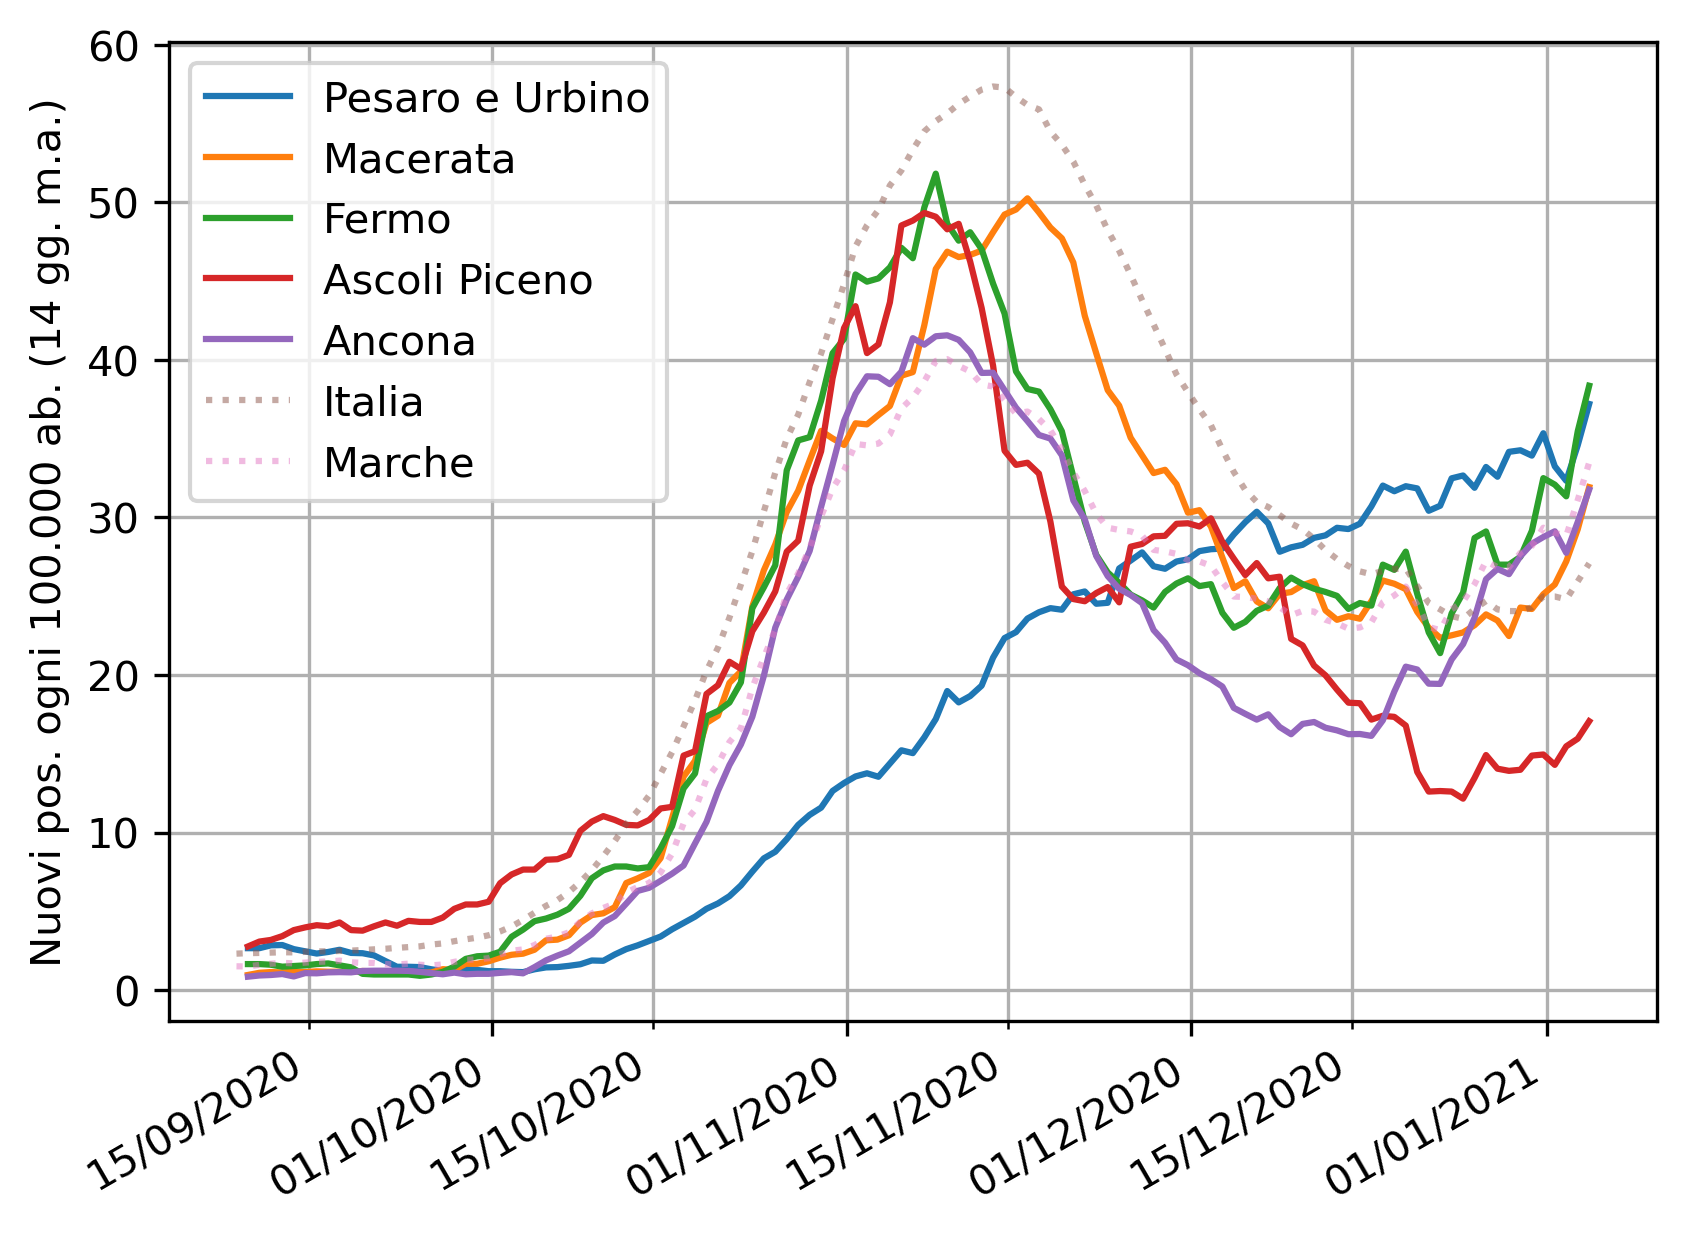 Nuovi pos. ogni 100.000 ab. (14 gg. m.a.)
60
50
40
30
20
10
0
Pesaro e Urbino
Macerata
Fermo
Ascoli Piceno
Ancona
Italia
Marche
15/09/2020
01/10/2020
15/10/2020
01/11/2020
15/11/2020
01/12/2020
15/12/2020
01/01/2021